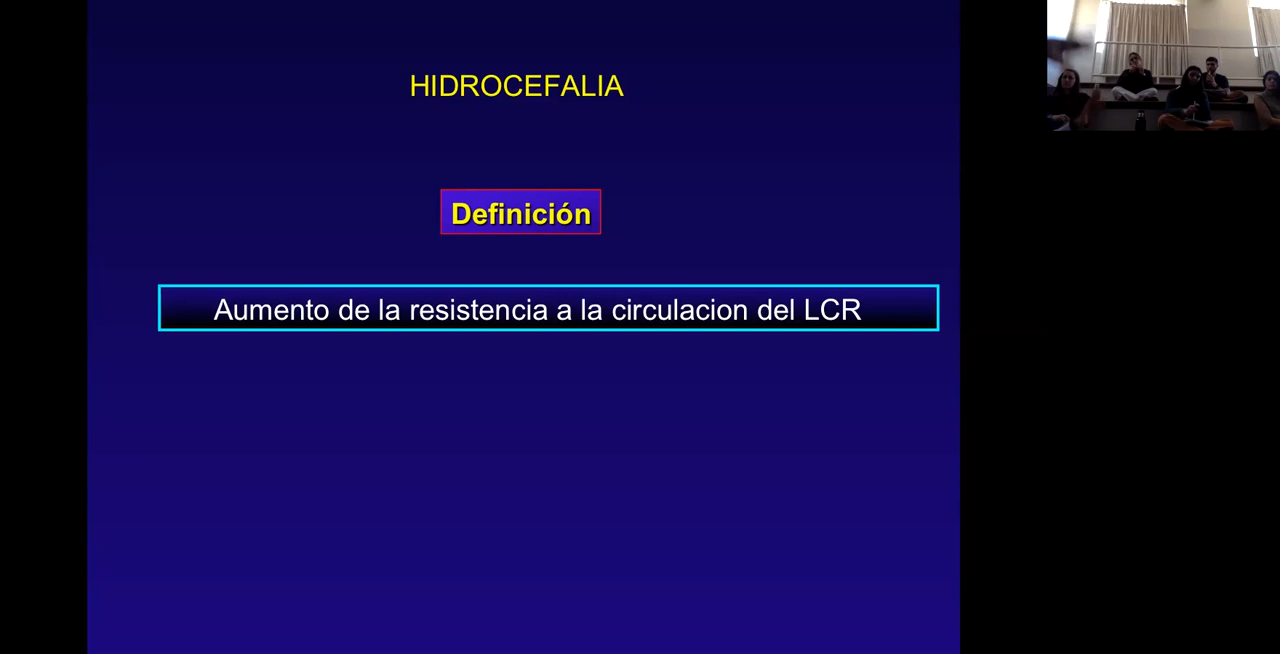 HIDROCEFALIA
Definición
Aumento de la resistencia a la circulacion del LCR